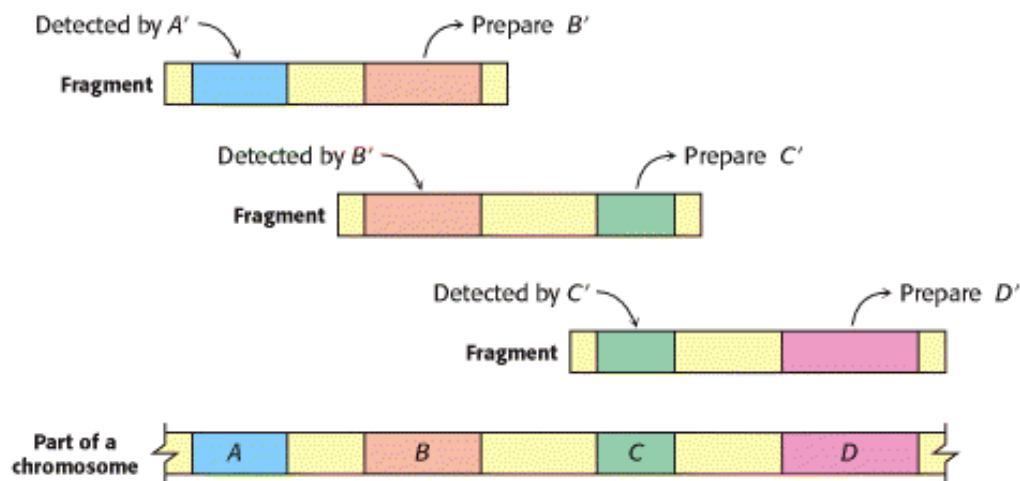 Detected by A′ Prepare B′
Fragment
Detected by B′ Prepare C′
Fragment
Detected by C′ Prepare D′
Fragment
Part of a
chromosome
A B C D